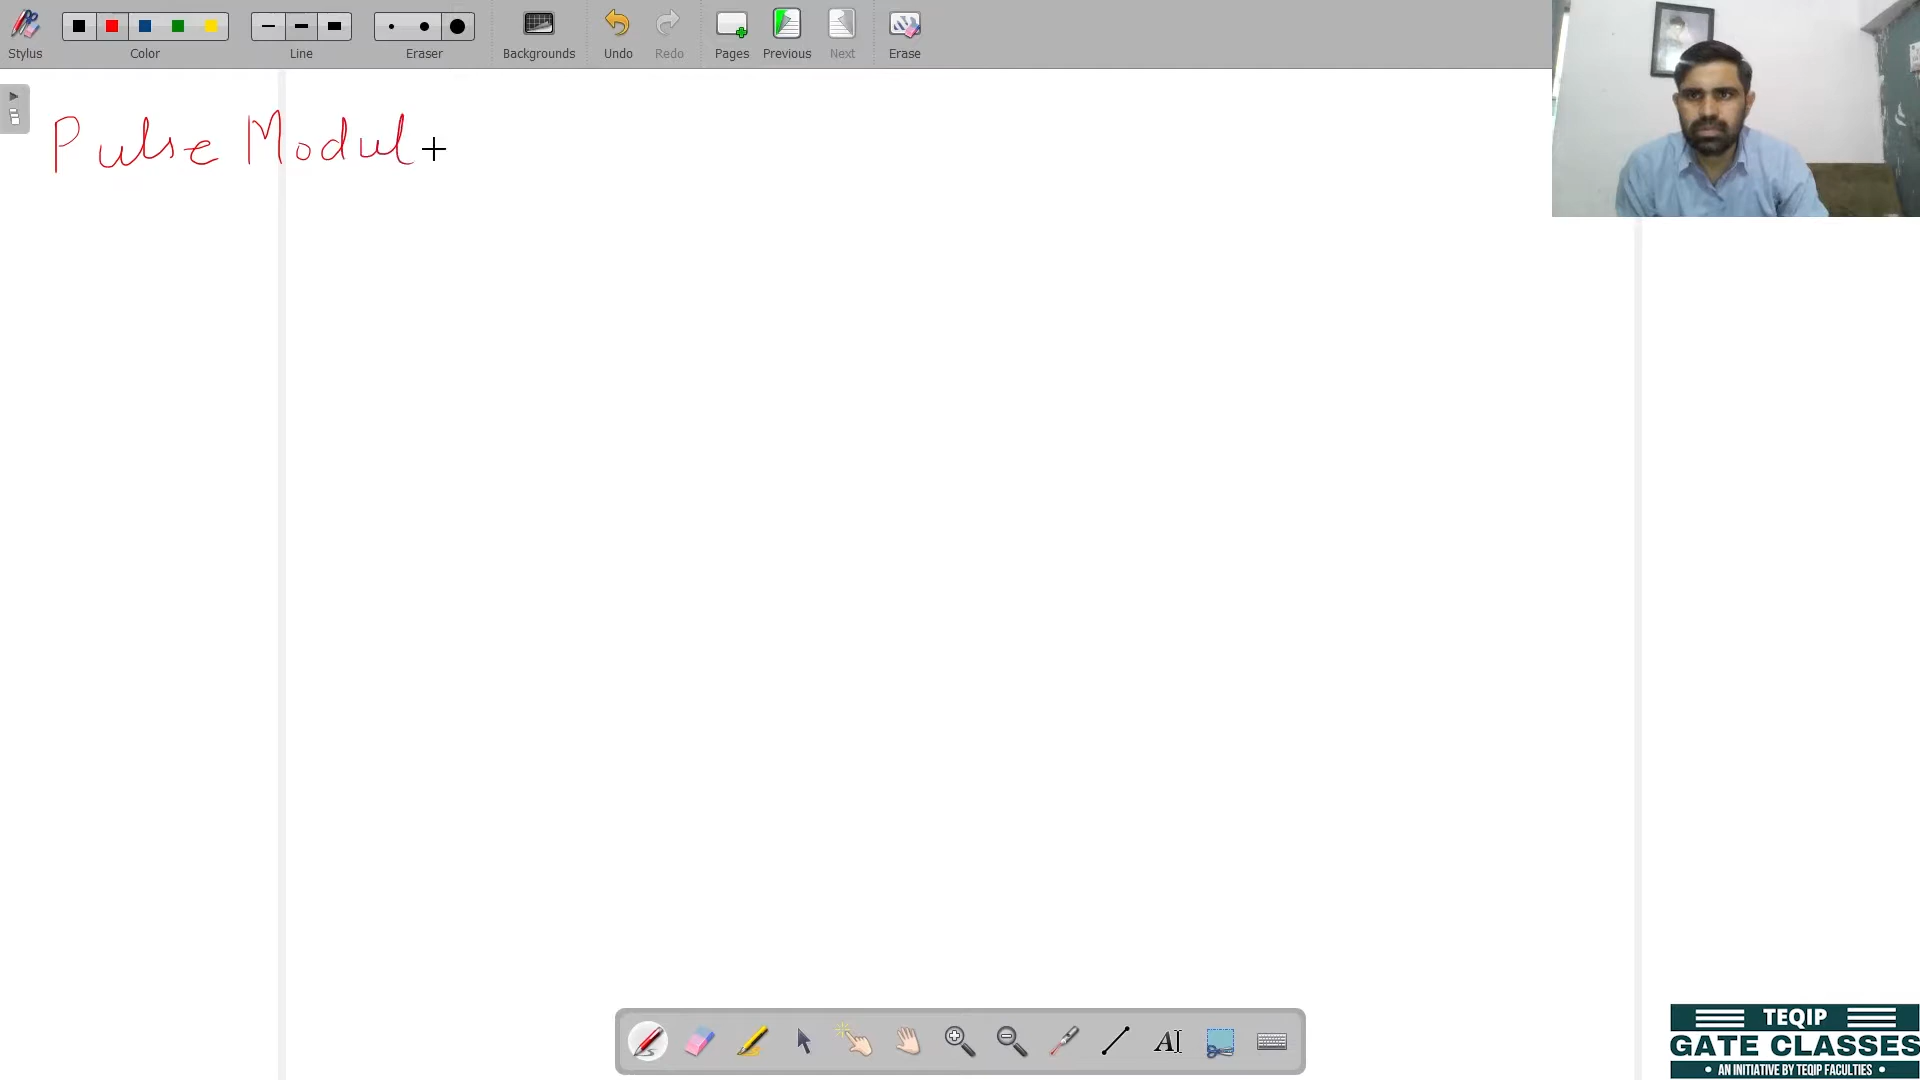 Stylus Color Line Eraser Backgrounds Undo Redo Pages Previous Next Erase
Pulse Modul
TEQIP
GATE CLASSES
• AN INITIATIVE BY TEQIP FACULTIES •